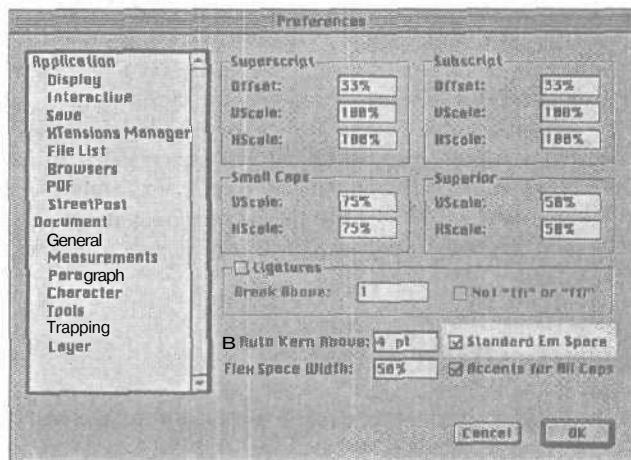 Preferences
Application
Display
Interactive
Save
XTensions Manager
File List
Browsers
PDF
StreetPost
Document
General
Measurements
Paragraph
Character
Tools
Trapping
Layer
Superscript
Offset: 33%
VScale: 100%
HScale: 100%
Subscript
Offset: 33%
VScale: 100%
HScale: 100%
Small Caps
VScale: 75%
HScale: 75%
Superior
VScale: 50%
HScale: 50%
Ligatures
Break Above: 1
Not "ffi" or "ffl"
B Auto Kern Above: 4 pt
Standard Em Space
Flex Space Width: 50%
Accents for All Caps
Cancel
OK